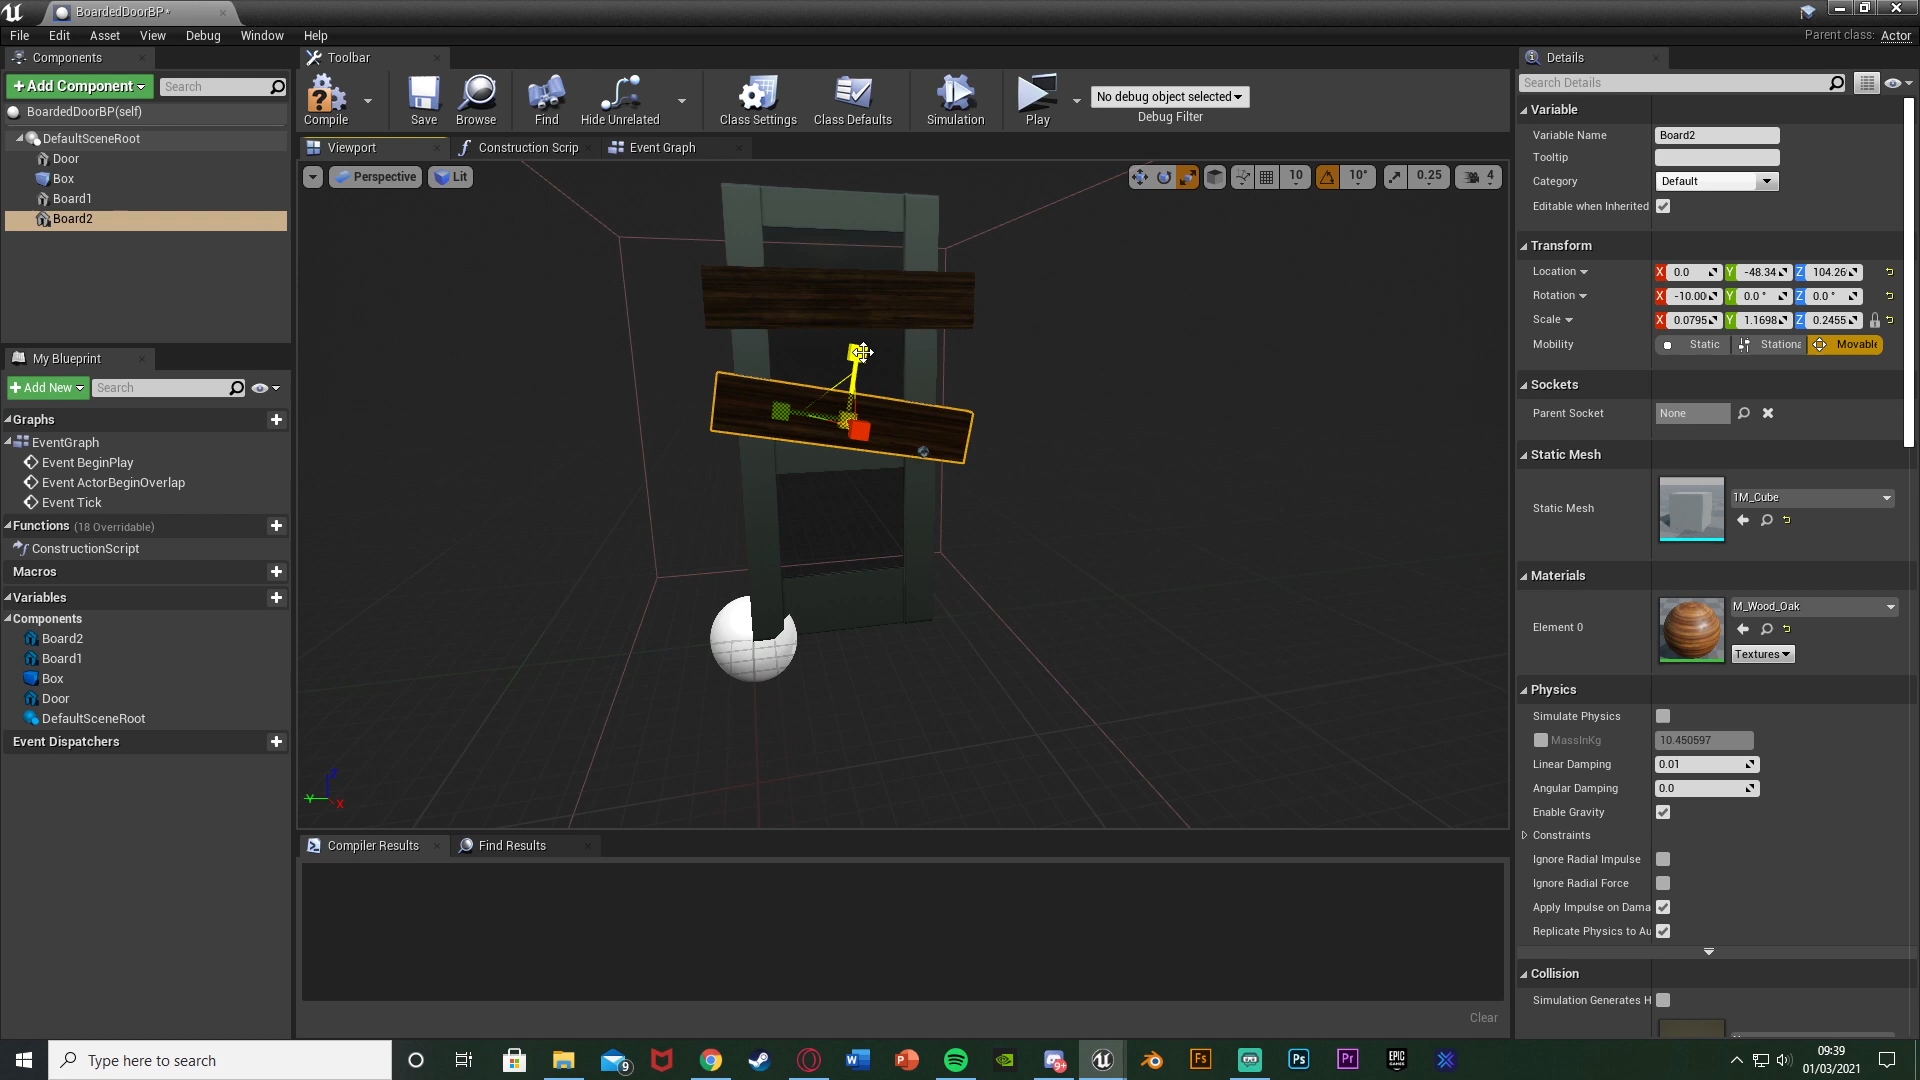 BoardedDoorBP*
File Edit Asset View Debug Window Help
Parent class: Actor
Components
+Add Component
Search
BoardedDoorBP(self)
DefaultSceneRoot
Door
Box
Board1
Board2
My Blueprint
+Add New
Search
Graphs
EventGraph
Event BeginPlay
Event ActorBeginOverlap
Event Tick
Functions (18 Overridable)
ConstructionScript
Macros
Variables
Components
Board2
Board1
Box
Door
DefaultSceneRoot
Event Dispatchers
Toolbar
Compile
Save
Browse
Find
Hide Unrelated
Class Settings
Class Defaults
Simulation
Play
No debug object selected
Debug Filter
Viewport
Construction Scrip
Event Graph
Perspective
Lit
10
10°
0.25
4
Z
Y
X
Compiler Results
Find Results
Clear
Details
Search Details
Variable
Variable Name Board2
Tooltip
Category Default
Editable when Inherited
Transform
Location X 0.0 Y -48.34 Z 104.26
Rotation X -10.00 Y 0.0 ° Z 0.0 °
Scale X 0.0795 Y 1.1698 Z 0.2455
Mobility Static Stationa Movable
Sockets
Parent Socket None
Static Mesh
Static Mesh 1M_Cube
Materials
Element 0 M_Wood_Oak
Textures
Physics
Simulate Physics
MassInKg 10.450597
Linear Damping 0.01
Angular Damping 0.0
Enable Gravity
Constraints
Ignore Radial Impulse
Ignore Radial Force
Apply Impulse on Dama
Replicate Physics to Au
Collision
Simulation Generates H
Type here to search
9
9+
Fs
Ps
Pr
EPIC GAMES
09:39
01/03/2021